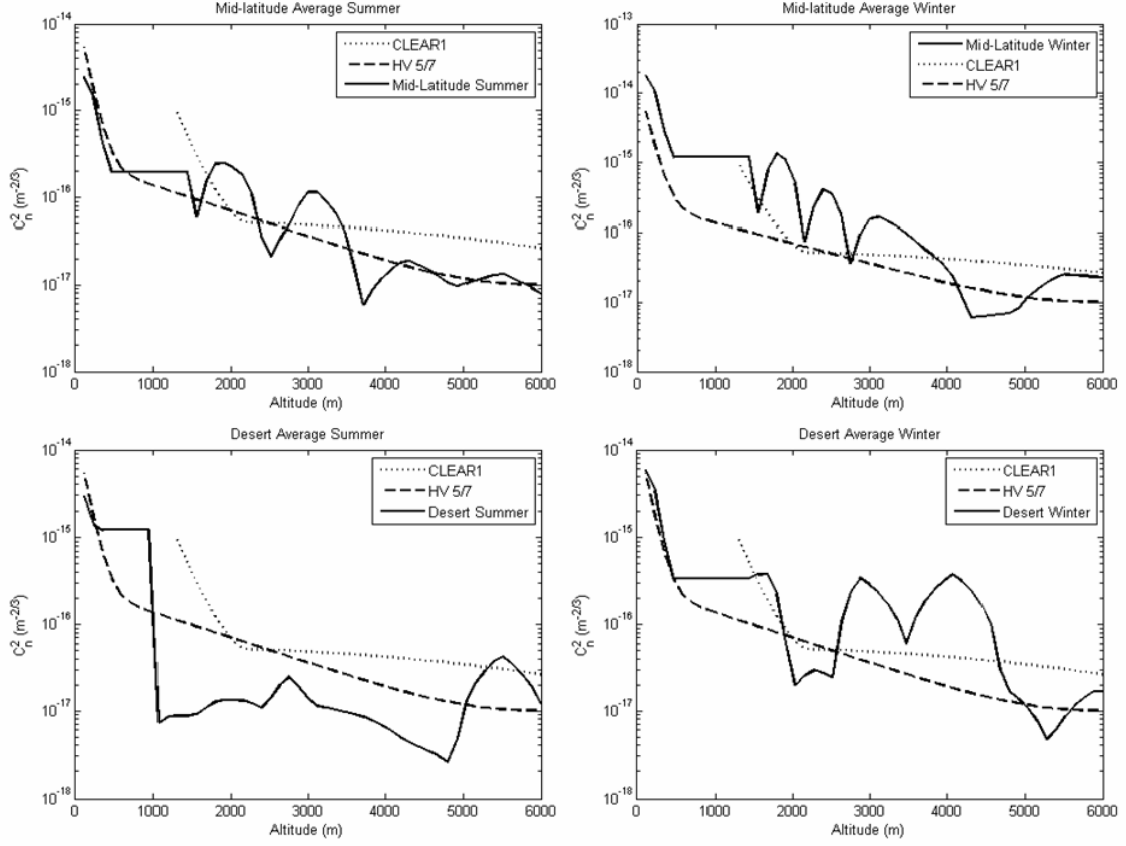 Mid-latitude Average Summer
10^-14
10^-15
10^-16
10^-17
10^-18
C_n^2 (m^-2/3)
CLEAR1
HV 5/7
Mid-Latitude Summer
0 1000 2000 3000 4000 5000 6000
Altitude (m)
Mid-latitude Average Winter
10^-13
10^-14
10^-15
10^-16
10^-17
10^-18
C_n^2 (m^-2/3)
Mid-Latitude Winter
CLEAR1
HV 5/7
0 1000 2000 3000 4000 5000 6000
Altitude (m)
Desert Average Summer
10^-14
10^-15
10^-16
10^-17
10^-18
C_n^2 (m^-2/3)
CLEAR1
HV 5/7
Desert Summer
0 1000 2000 3000 4000 5000 6000
Altitude (m)
Desert Average Winter
10^-14
10^-15
10^-16
10^-17
10^-18
C_n^2 (m^-2/3)
CLEAR1
HV 5/7
Desert Winter
0 1000 2000 3000 4000 5000 6000
Altitude (m)